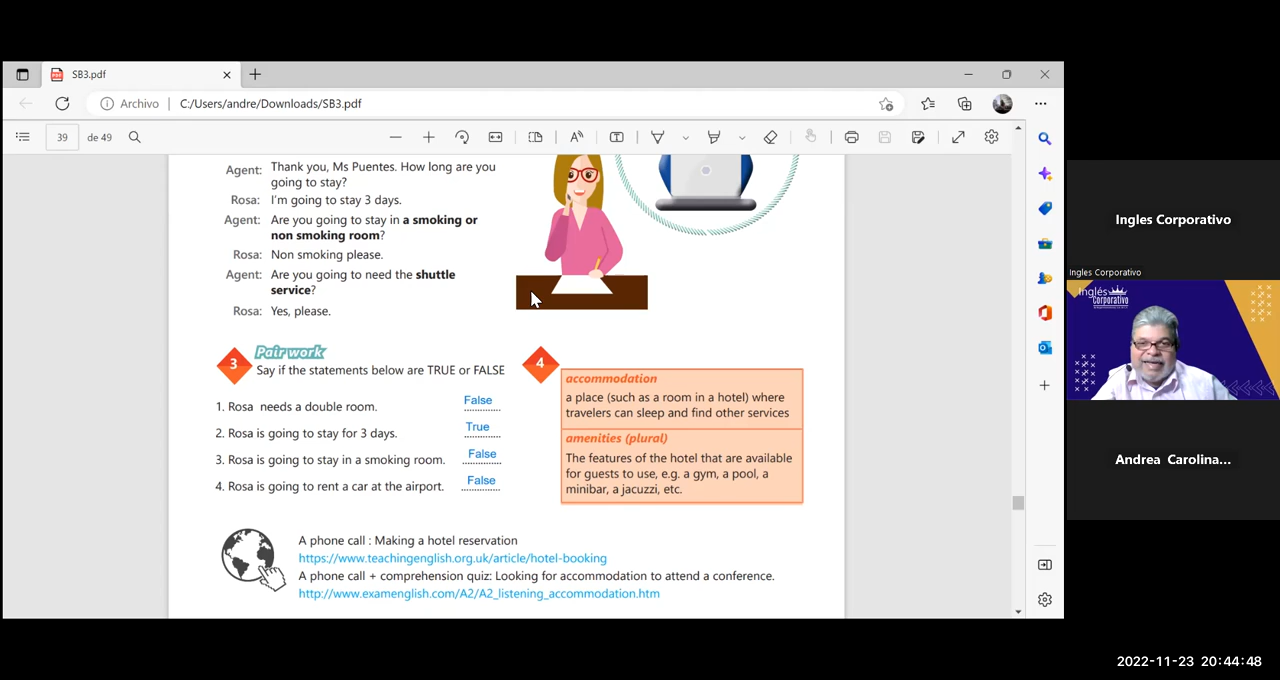 SB3.pdf
Archivo
C:/Users/andre/Downloads/SB3.pdf
39
de 49
Agent: Thank you, Ms Puentes. How long are you
going to stay?
Rosa: I'm going to stay 3 days.
Agent: Are you going to stay in a smoking or
non smoking room?
Rosa: Non smoking please.
Agent: Are you going to need the shuttle
service?
Rosa: Yes, please.
3
Pair work
Say if the statements below are TRUE or FALSE
1. Rosa needs a double room. False
2. Rosa is going to stay for 3 days. True
3. Rosa is going to stay in a smoking room. False
4. Rosa is going to rent a car at the airport. False
4
accommodation
a place (such as a room in a hotel) where
travelers can sleep and find other services
amenities (plural)
The features of the hotel that are available
for guests to use, e.g. a gym, a pool, a
minibar, a jacuzzi, etc.
A phone call : Making a hotel reservation
https://www.teachingenglish.org.uk/article/hotel-booking
A phone call + comprehension quiz: Looking for accommodation to attend a conference.
http://www.examenglish.com/A2/A2_listening_accommodation.htm
Ingles Corporativo
Ingles Corporativo
Inglés
Corporativo
Andrea Carolina...
2022-11-23 20:44:48